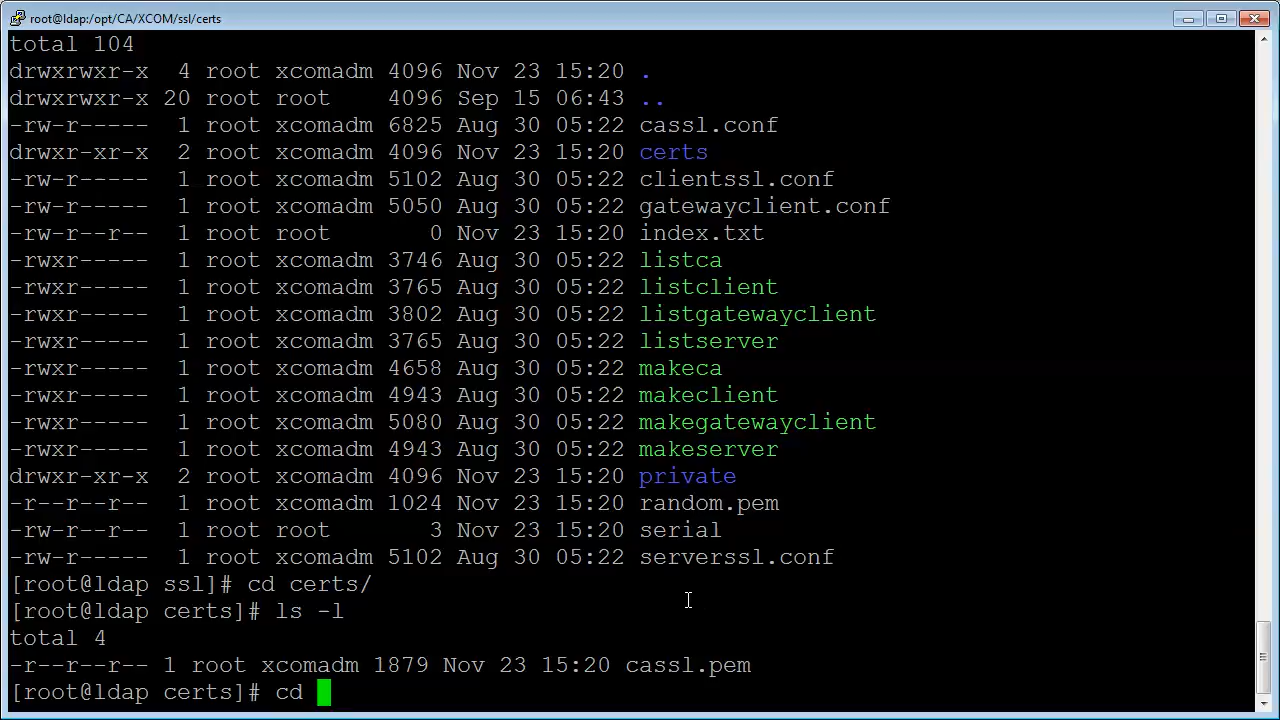 root@ldap:/opt/CA/XCOM/ssl/certs
total 104
drwxrwxr-x  4 root xcomadm 4096 Nov 23 15:20 .
drwxrwxr-x 20 root root    4096 Sep 15 06:43 ..
-rw-r-----  1 root xcomadm 6825 Aug 30 05:22 cassl.conf
drwxr-xr-x  2 root xcomadm 4096 Nov 23 15:20 certs
-rw-r-----  1 root xcomadm 5102 Aug 30 05:22 clientssl.conf
-rw-r-----  1 root xcomadm 5050 Aug 30 05:22 gatewayclient.conf
-rw-r--r--  1 root root       0 Nov 23 15:20 index.txt
-rwxr-----  1 root xcomadm 3746 Aug 30 05:22 listca
-rwxr-----  1 root xcomadm 3765 Aug 30 05:22 listclient
-rwxr-----  1 root xcomadm 3802 Aug 30 05:22 listgatewayclient
-rwxr-----  1 root xcomadm 3765 Aug 30 05:22 listserver
-rwxr-----  1 root xcomadm 4658 Aug 30 05:22 makeca
-rwxr-----  1 root xcomadm 4943 Aug 30 05:22 makeclient
-rwxr-----  1 root xcomadm 5080 Aug 30 05:22 makegatewayclient
-rwxr-----  1 root xcomadm 4943 Aug 30 05:22 makeserver
drwxr-xr-x  2 root xcomadm 4096 Nov 23 15:20 private
-r--r--r--  1 root xcomadm 1024 Nov 23 15:20 random.pem
-rw-r--r--  1 root root       3 Nov 23 15:20 serial
-rw-r-----  1 root xcomadm 5102 Aug 30 05:22 serverssl.conf
[root@ldap ssl]# cd certs/
[root@ldap certs]# ls -l
total 4
-r--r--r-- 1 root xcomadm 1879 Nov 23 15:20 cassl.pem
[root@ldap certs]# cd